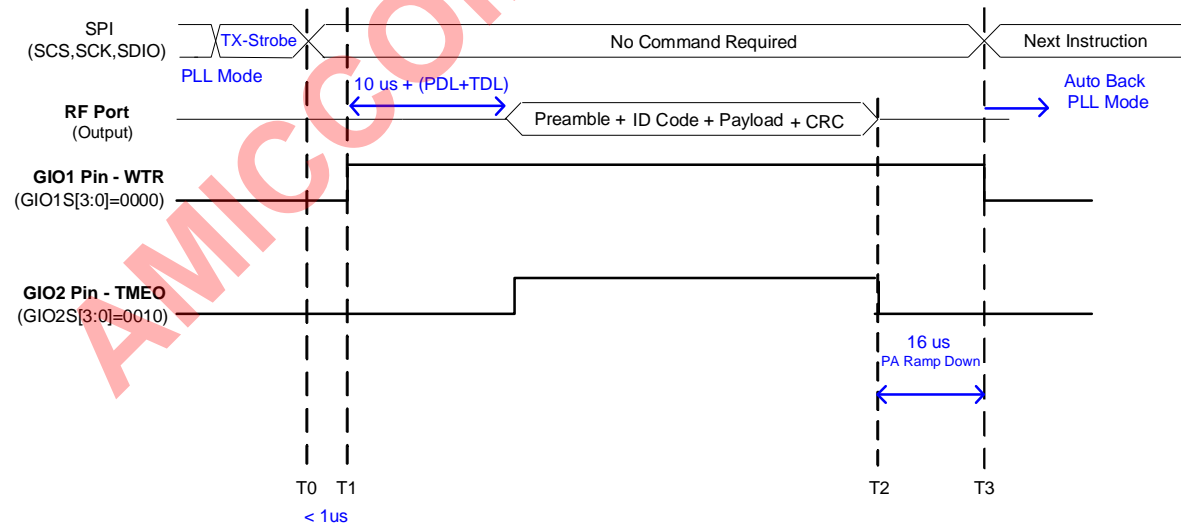 SPI
(SCS,SCK,SDIO)
TX-Strobe
No Command Required
Next Instruction
PLL Mode
10 us + (PDL+TDL)
Auto Back
PLL Mode
RF Port
(Output)
Preamble + ID Code + Payload + CRC
GIO1 Pin - WTR
(GIO1S[3:0]=0000)
GIO2 Pin - TMEO
(GIO2S[3:0]=0010)
16 us
PA Ramp Down
T0 T1 T2 T3
< 1us
AMICCOM